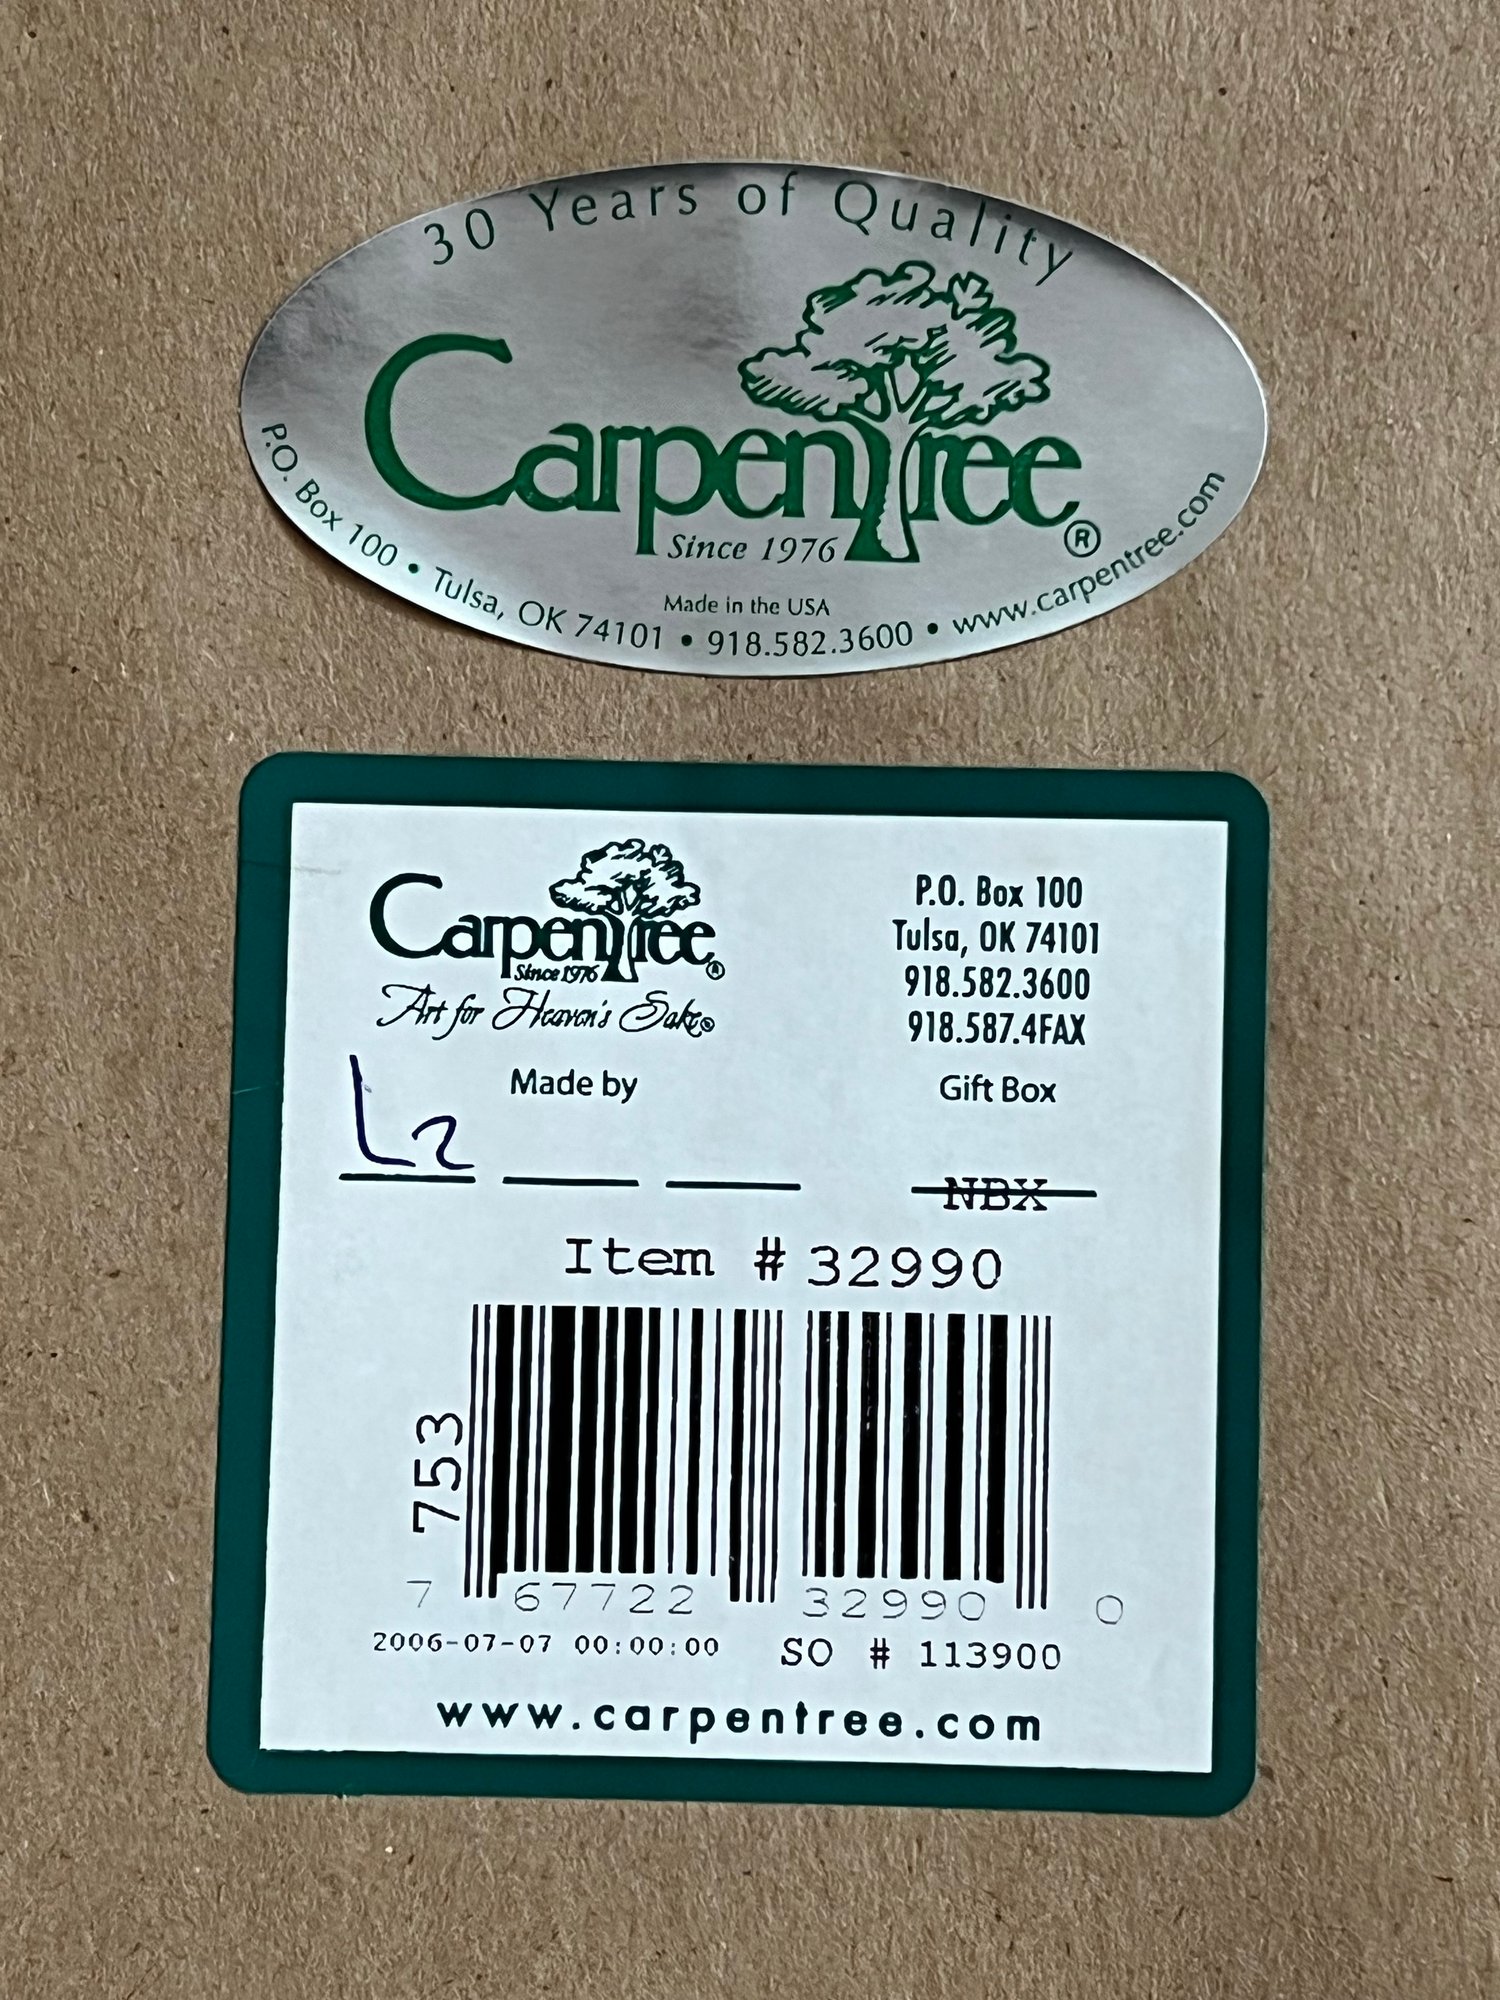 30 Years of Quality
CarpenTree®
Since 1976
Made in the USA
P.O. Box 100 • Tulsa, OK 74101 • 918.582.3600 • www.carpentree.com
CarpenTree®
Since 1976
Art for Heaven's Sake®
P.O. Box 100
Tulsa, OK 74101
918.582.3600
918.587.4FAX
Made by
Gift Box
L2
NBX
Item # 32990
753
7 67722 32990 0
2006-07-07 00:00:00 SO # 113900
www.carpentree.com